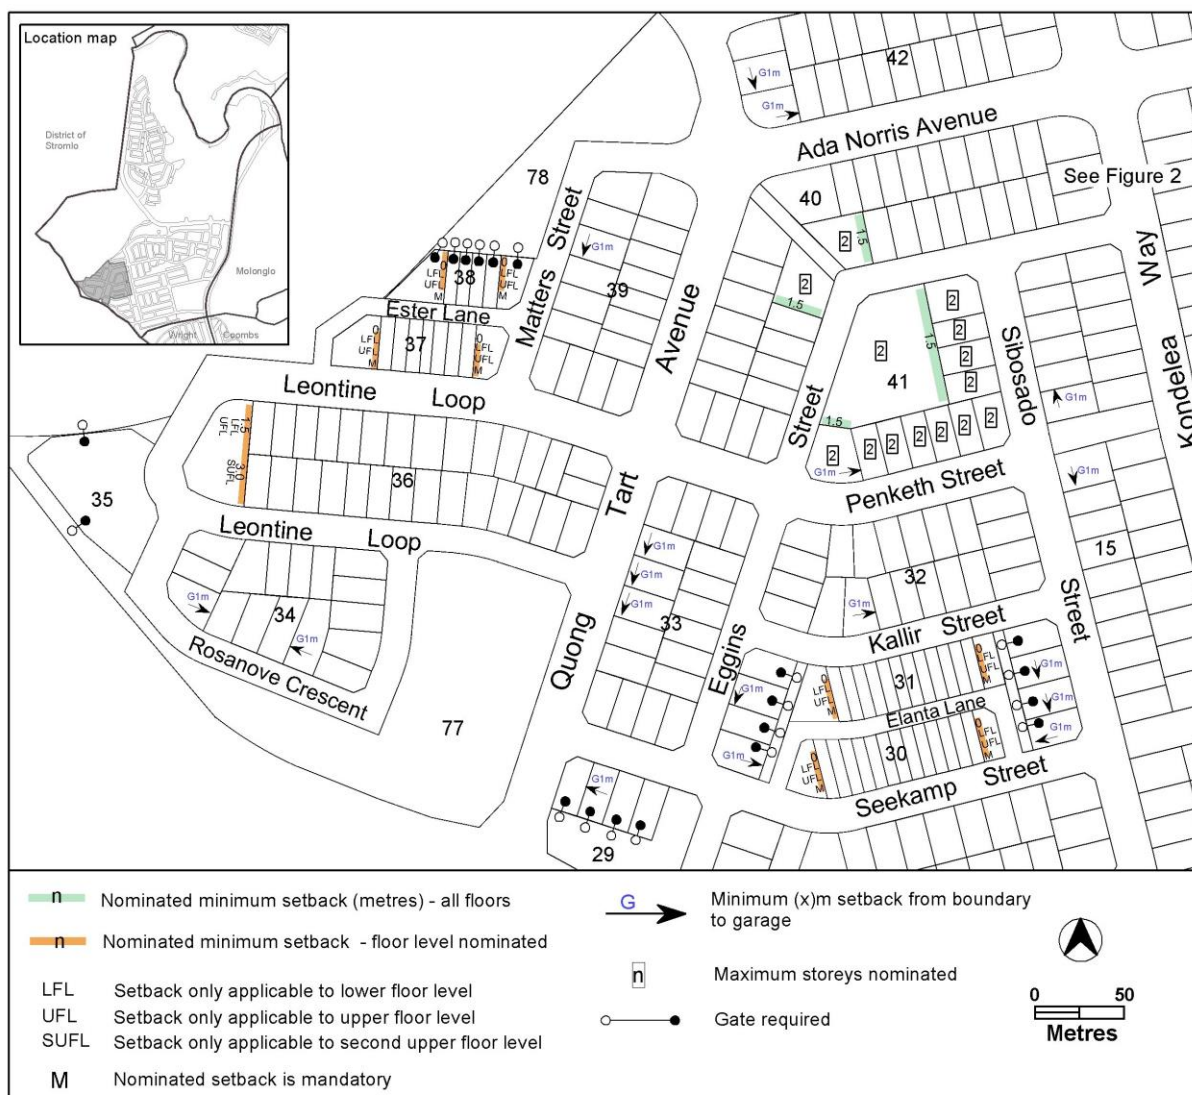 Location map
District of
Stromlo
Molonglo
Wright
Coombs
42
G1m
G1m
Ada Norris Avenue
See Figure 2
78
40
2
1.5
Matters Street
G1m
39
0
LFL
UFL
M
38
0
LFL
UFL
M
Ester Lane
0
LFL
UFL
M
37
0
LFL
UFL
M
Avenue
2
1.5
2
1.5
2
2
2
2
41
1.5
Street
Sibosado
Way
Kondelea
G1m
Leontine Loop
1.5
LFL
UFL
3.0
SUFL
36
35
2
2
2
2
2
2
2
G1m
Penketh Street
G1m
15
Leontine Loop
Tart
G1m
G1m
G1m
33
32
G1m
Kallir Street
Street
G1m
34
G1m
Rosanove Crescent
Quong
Eggins
77
G1m
G1m
0
LFL
UFL
M
31
0
LFL
UFL
M
G1m
G1m
G1m
Elanta Lane
0
LFL
UFL
M
30
0
LFL
UFL
M
Seekamp Street
G1m
29
n Nominated minimum setback (metres) - all floors
n Nominated minimum setback - floor level nominated
LFL Setback only applicable to lower floor level
UFL Setback only applicable to upper floor level
SUFL Setback only applicable to second upper floor level
M Nominated setback is mandatory
G Minimum (x)m setback from boundary
to garage
n Maximum storeys nominated
Gate required
0 50
Metres